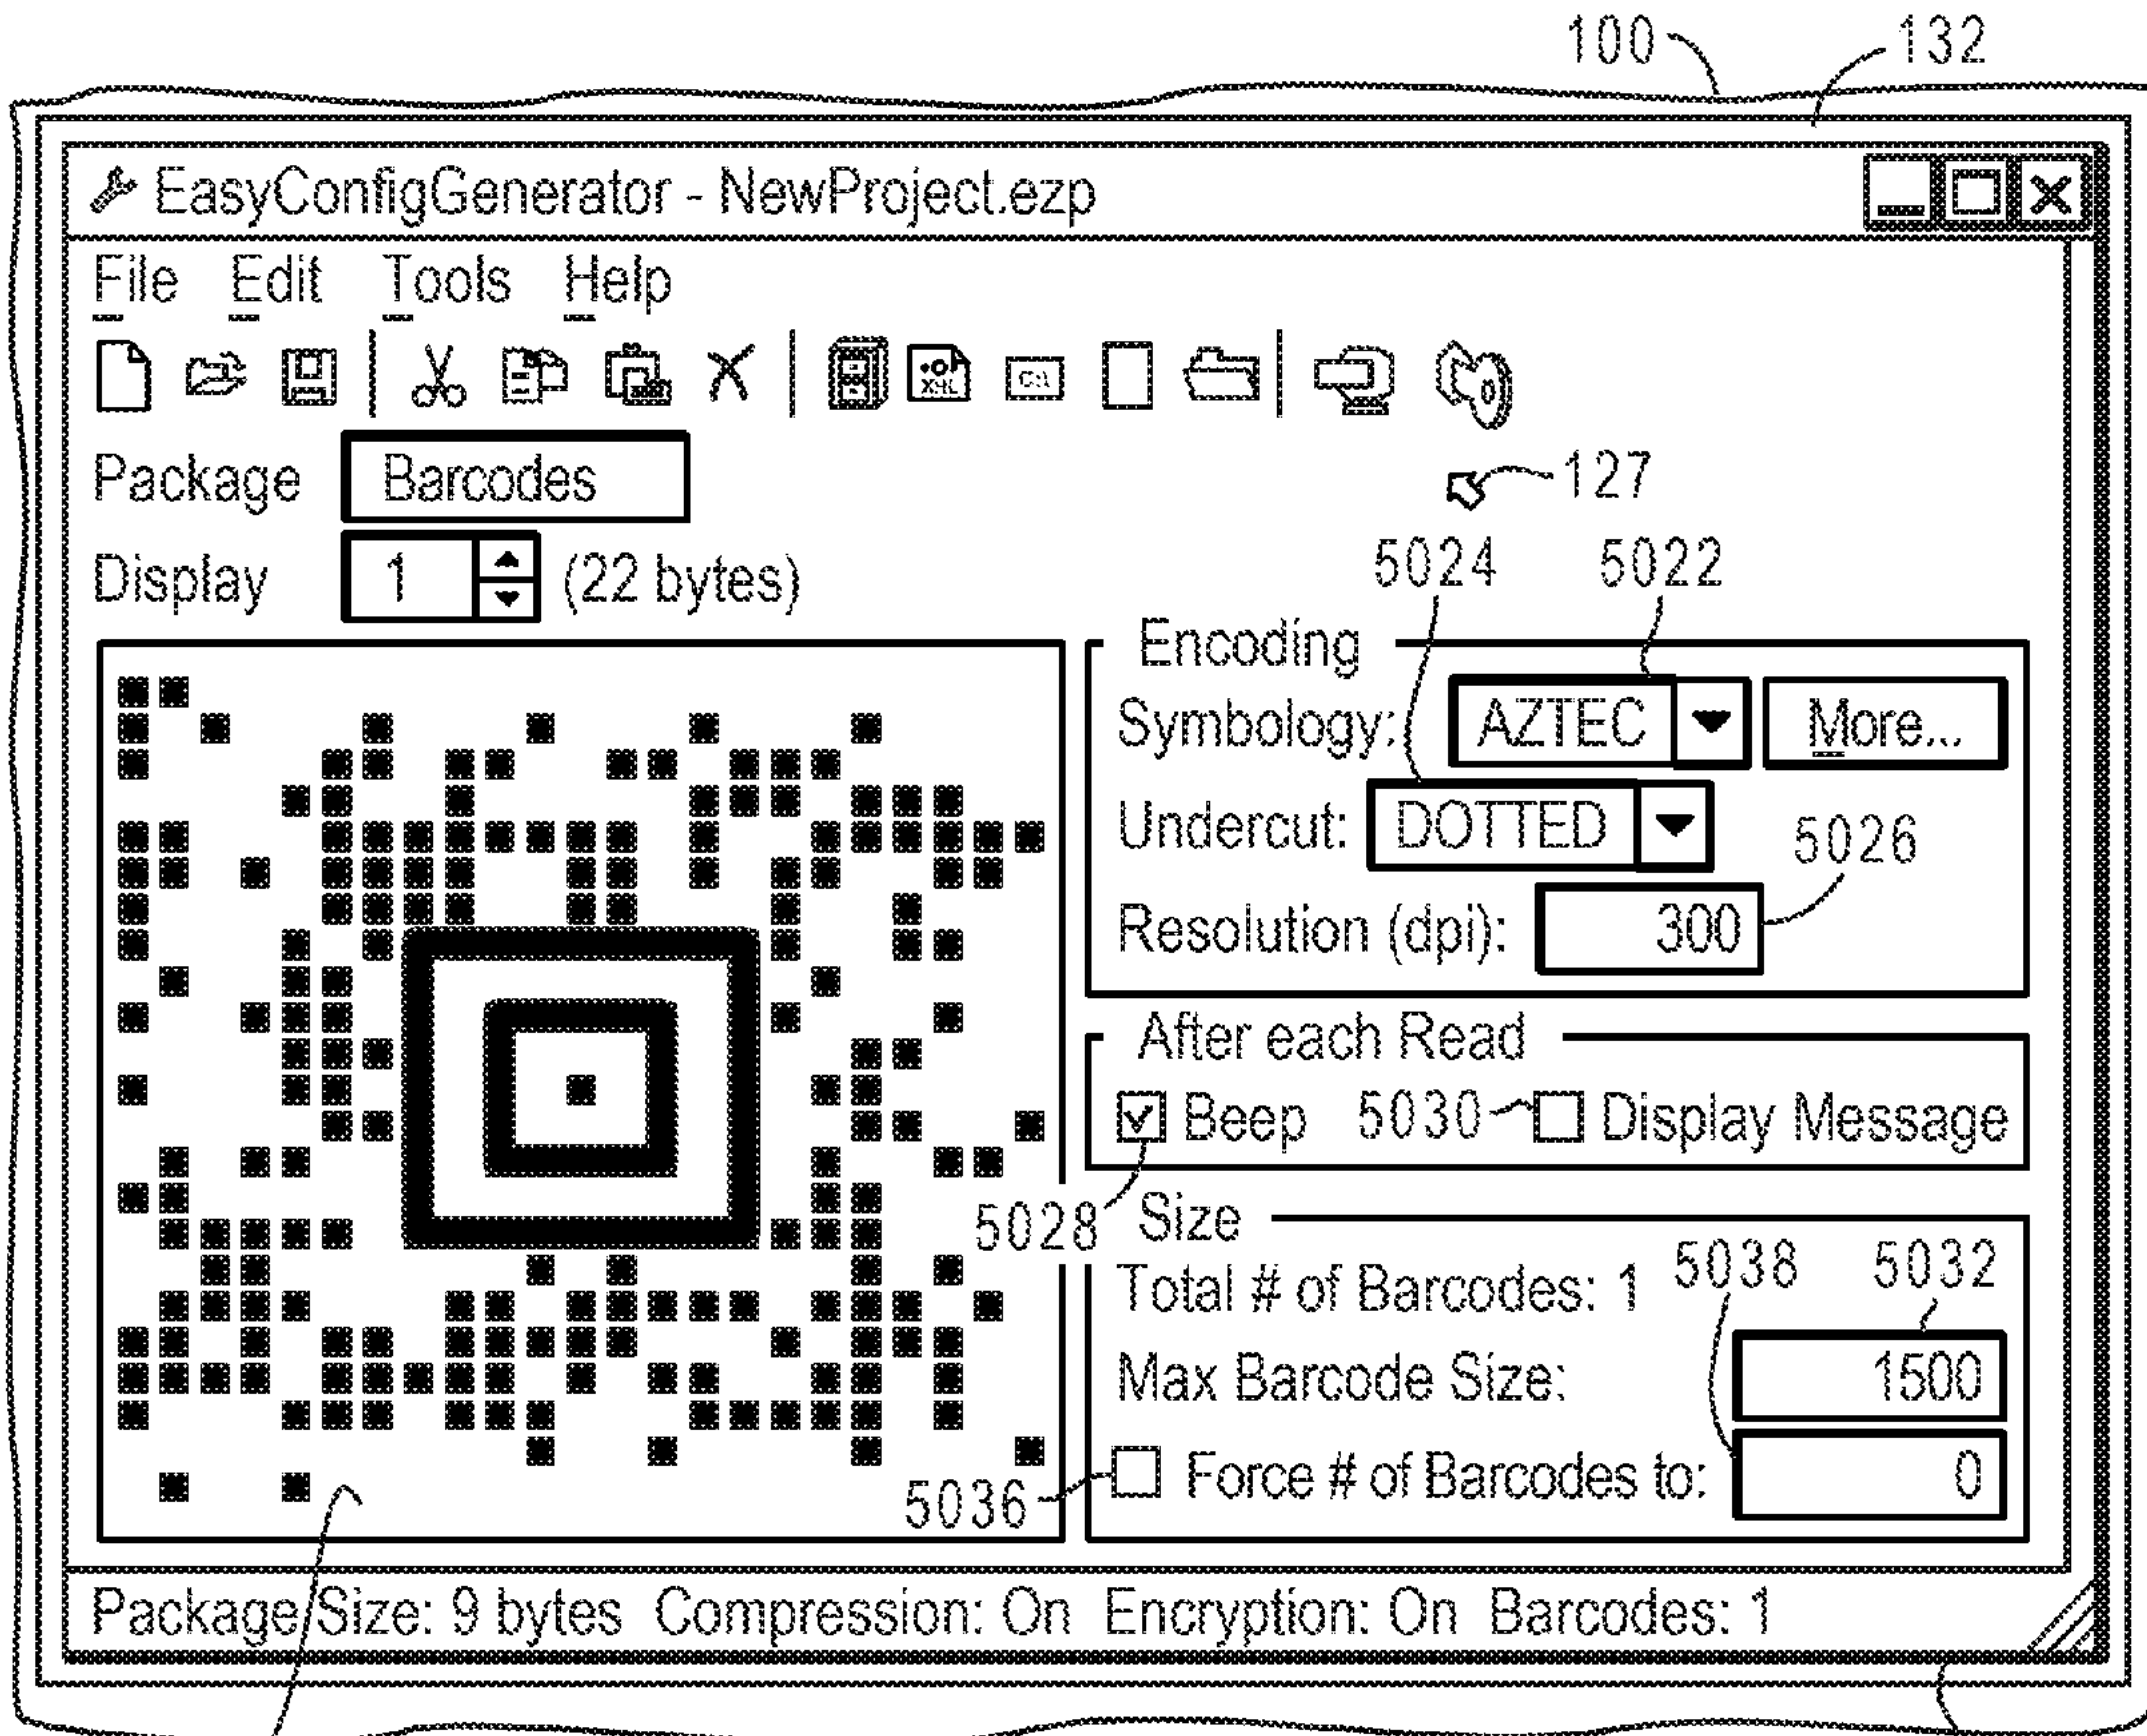 100 132
EasyConfigGenerator - NewProject.ezp
File Edit Tools Help
XML C:\
Package Barcodes
127
Display 1 (22 bytes)
5024 5022
Encoding
Symbology: AZTEC More...
Undercut: DOTTED
5026
Resolution (dpi): 300
After each Read
Beep 5030 Display Message
5028
Size
5038 5032
Total # of Barcodes: 1
Max Barcode Size: 1500
5036 Force # of Barcodes to: 0
Package Size: 9 bytes Compression: On Encryption: On Barcodes: 1